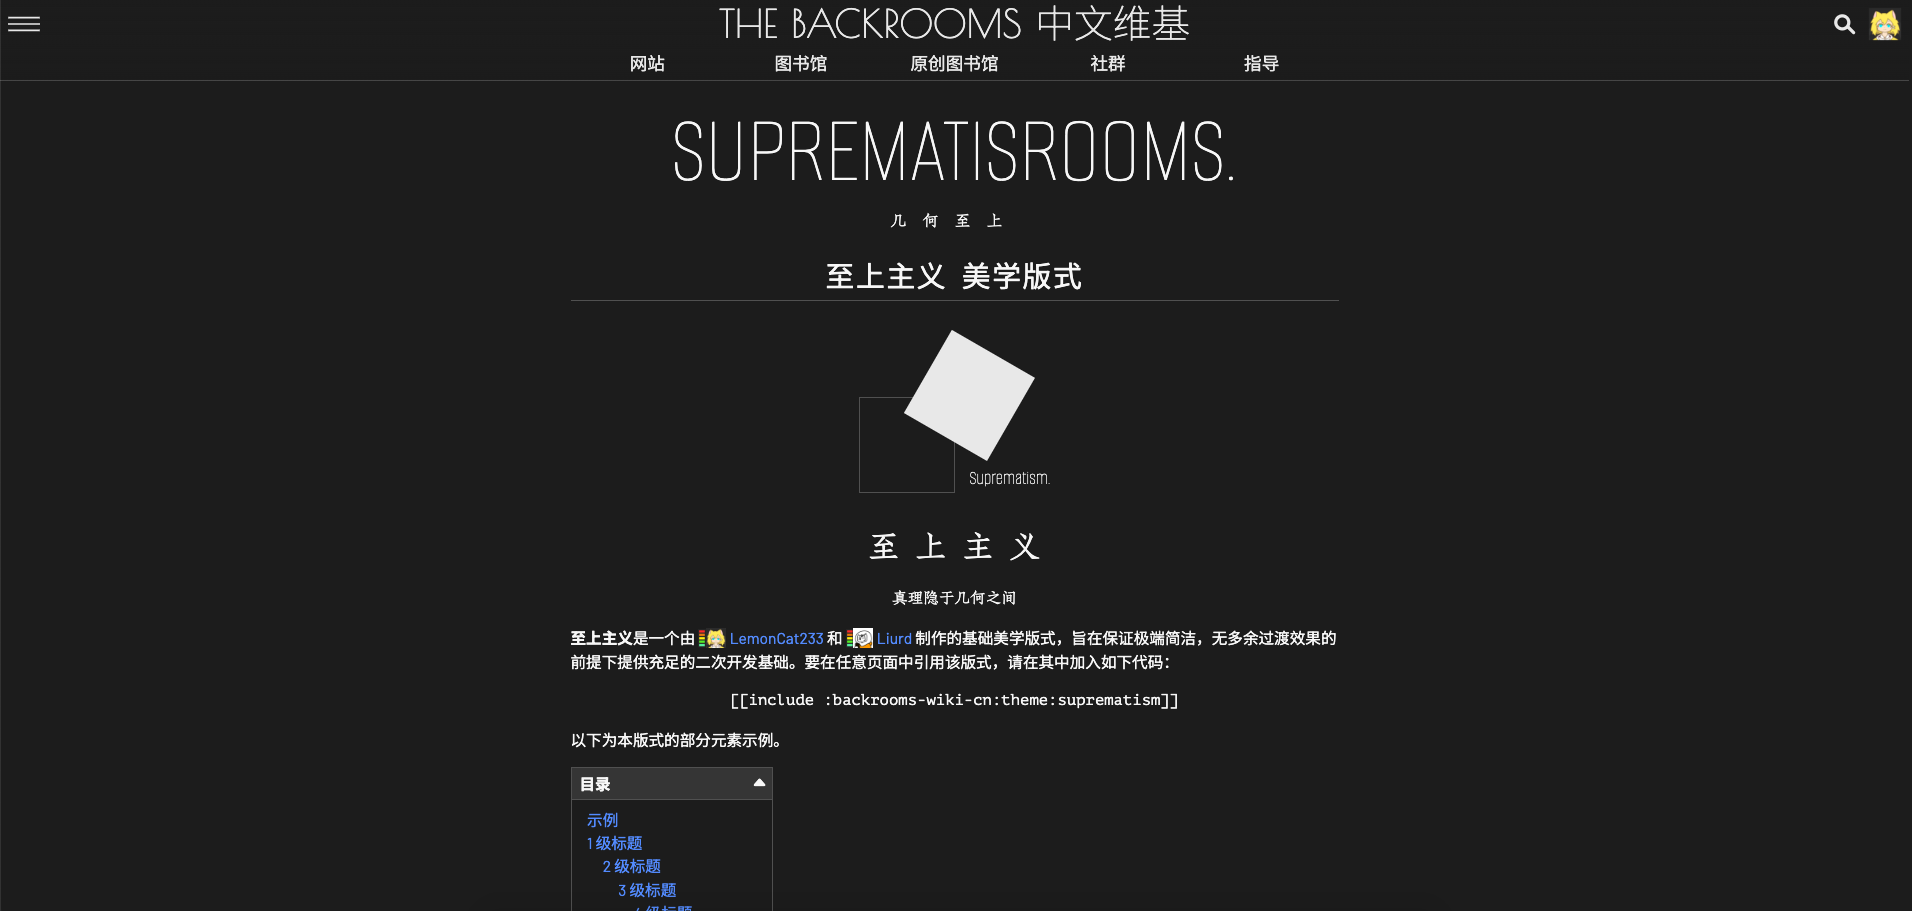 THE BACKROOMS 中文维基
网站 图书馆 原创图书馆 社群 指导
SUPREMATISROOMS.
几 何 至 上
至上主义 美学版式
Suprematism.
至 上 主 义
真理隐于几何之间
至上主义是一个由 LemonCat233 和 Liurd 制作的基础美学版式，旨在保证极端简洁，无多余过渡效果的
前提下提供充足的二次开发基础。要在任意页面中引用该版式，请在其中加入如下代码：
[[include :backrooms-wiki-cn:theme:suprematism]]
以下为本版式的部分元素示例。
目录
示例
1 级标题
2 级标题
3 级标题
4 级标题